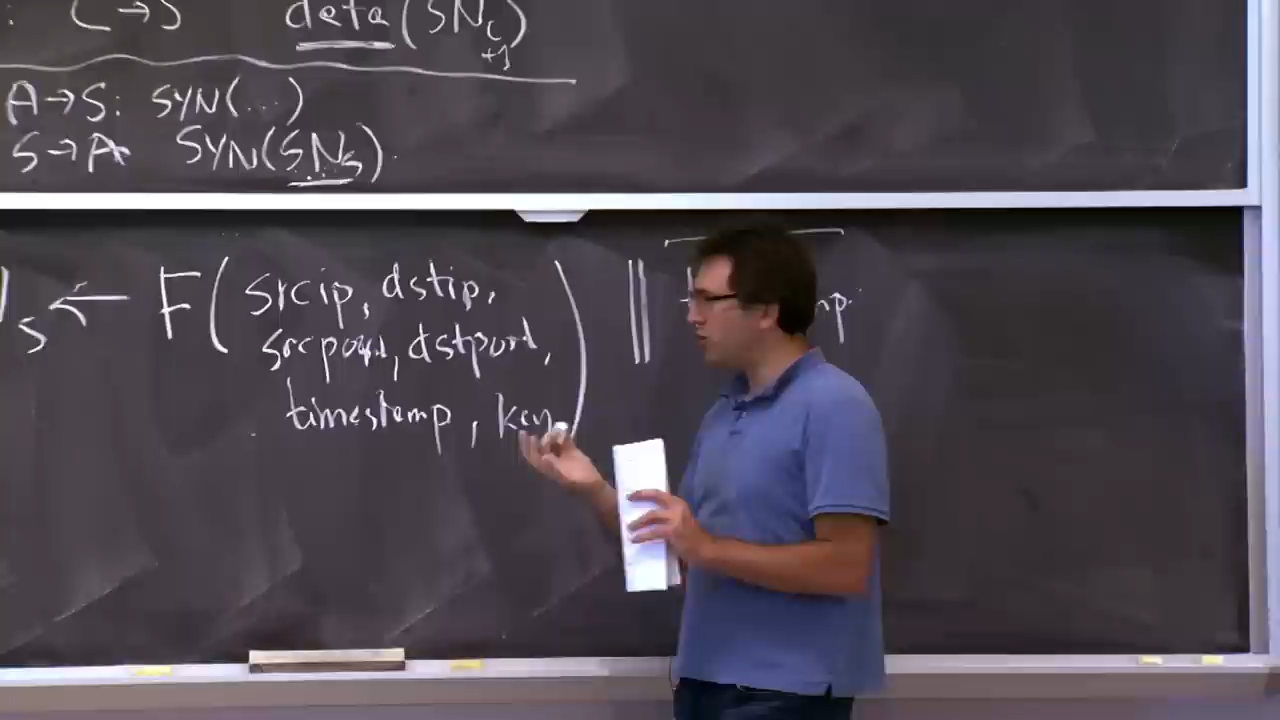 : C→S data(SNc
+1)
A→S: SYN(...)
S→A SYN(SNs).
s ← F(srcip, dstip,
srcport, dstport,
timestamp, key) ||